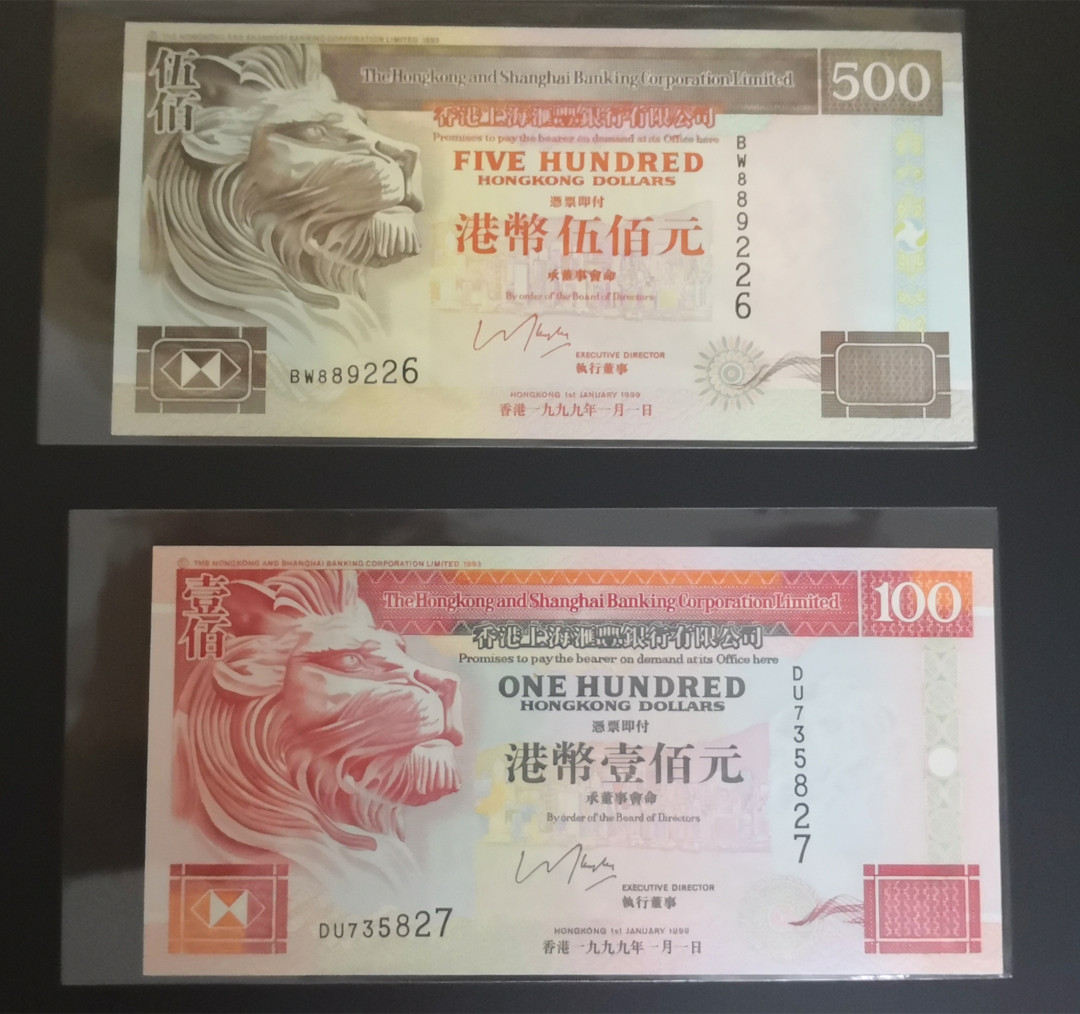 © THE HONGKONG AND SHANGHAI BANKING CORPORATION LIMITED 1993
伍佰
The Hongkong and Shanghai Banking Corporation Limited
500
香港上海滙豐銀行有限公司
Promises to pay the bearer on demand at its Office here
FIVE HUNDRED
HONGKONG DOLLARS
憑票即付
港幣伍佰元
承董事會命
By order of the Board of Directors
EXECUTIVE DIRECTOR
執行董事
BW889226
BW889226
HONGKONG 1st JANUARY 1999
香港一九九九年一月一日
© THE HONGKONG AND SHANGHAI BANKING CORPORATION LIMITED 1993
壹佰
The Hongkong and Shanghai Banking Corporation Limited
100
香港上海滙豐銀行有限公司
Promises to pay the bearer on demand at its Office here
ONE HUNDRED
HONGKONG DOLLARS
憑票即付
港幣壹佰元
承董事會命
By order of the Board of Directors
DU735827
EXECUTIVE DIRECTOR
執行董事
DU735827
HONGKONG 1st JANUARY 1999
香港一九九九年一月一日